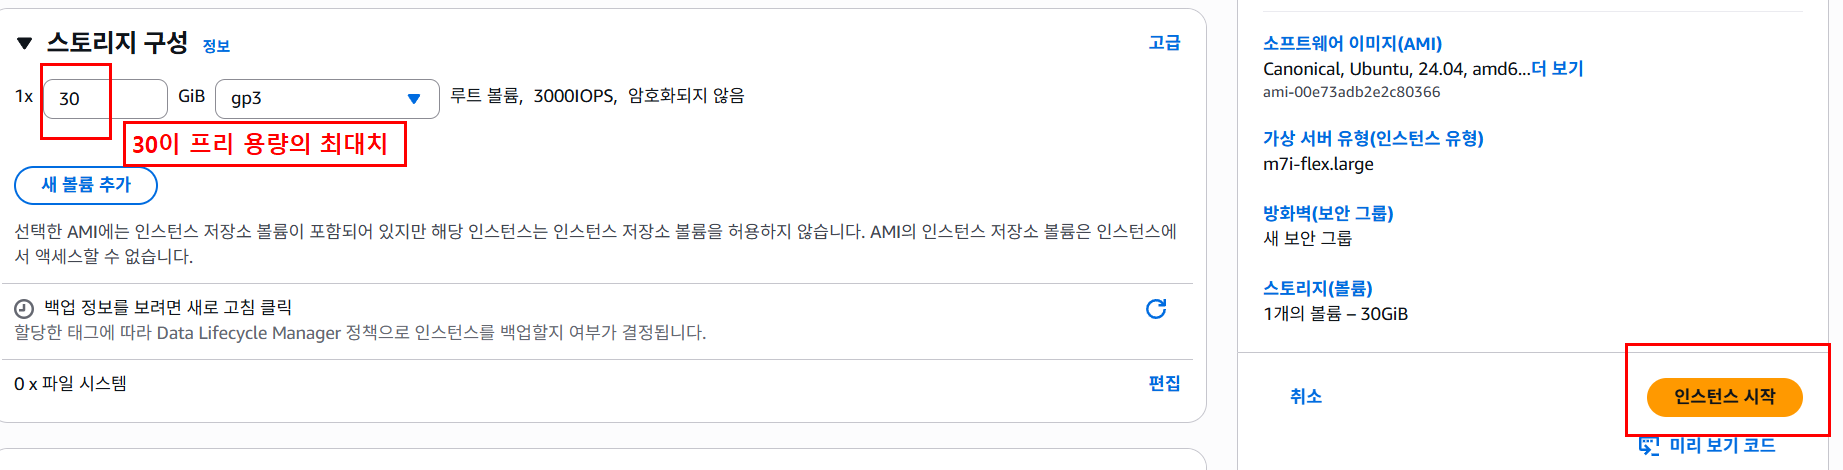 스토리지 구성 정보
고급
1x 30 GiB gp3 루트 볼륨, 3000IOPS, 암호화되지 않음
30이 프리 용량의 최대치
새 볼륨 추가
선택한 AMI에는 인스턴스 저장소 볼륨이 포함되어 있지만 해당 인스턴스는 인스턴스 저장소 볼륨을 허용하지 않습니다. AMI의 인스턴스 저장소 볼륨은 인스턴스에
서 액세스할 수 없습니다.
백업 정보를 보려면 새로 고침 클릭
할당한 태그에 따라 Data Lifecycle Manager 정책으로 인스턴스를 백업할지 여부가 결정됩니다.
0 x 파일 시스템
편집
소프트웨어 이미지(AMI)
Canonical, Ubuntu, 24.04, amd6...더 보기
ami-00e73adb2e2c80366
가상 서버 유형(인스턴스 유형)
m7i-flex.large
방화벽(보안 그룹)
새 보안 그룹
스토리지(볼륨)
1개의 볼륨 – 30GiB
취소
인스턴스 시작
미리 보기 코드